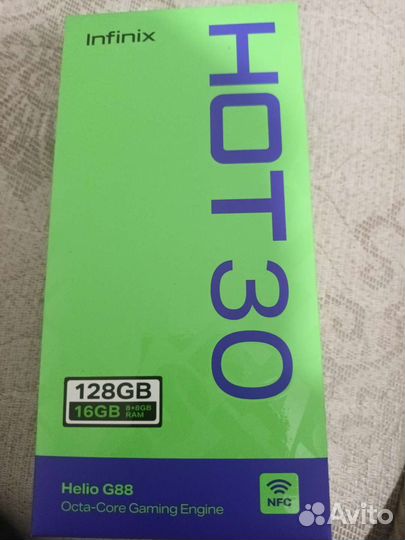 Infinix
HOT 30
128GB
16GB 8+8GB RAM
Helio G88
Octa-Core Gaming Engine
NFC
Avito